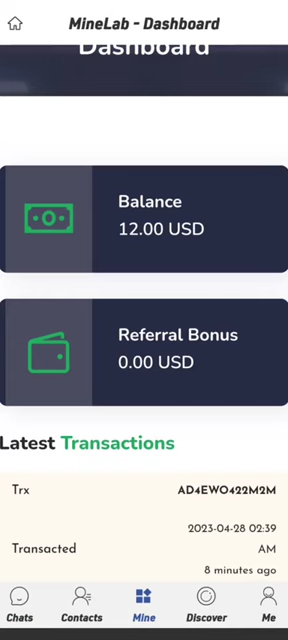 MineLab - Dashboard
Dashboard
Balance
12.00 USD
Referral Bonus
0.00 USD
Latest Transactions
Trx AD4EWO422M2M
2023-04-28 02:39
Transacted AM
8 minutes ago
Chats Contacts Mine Discover Me